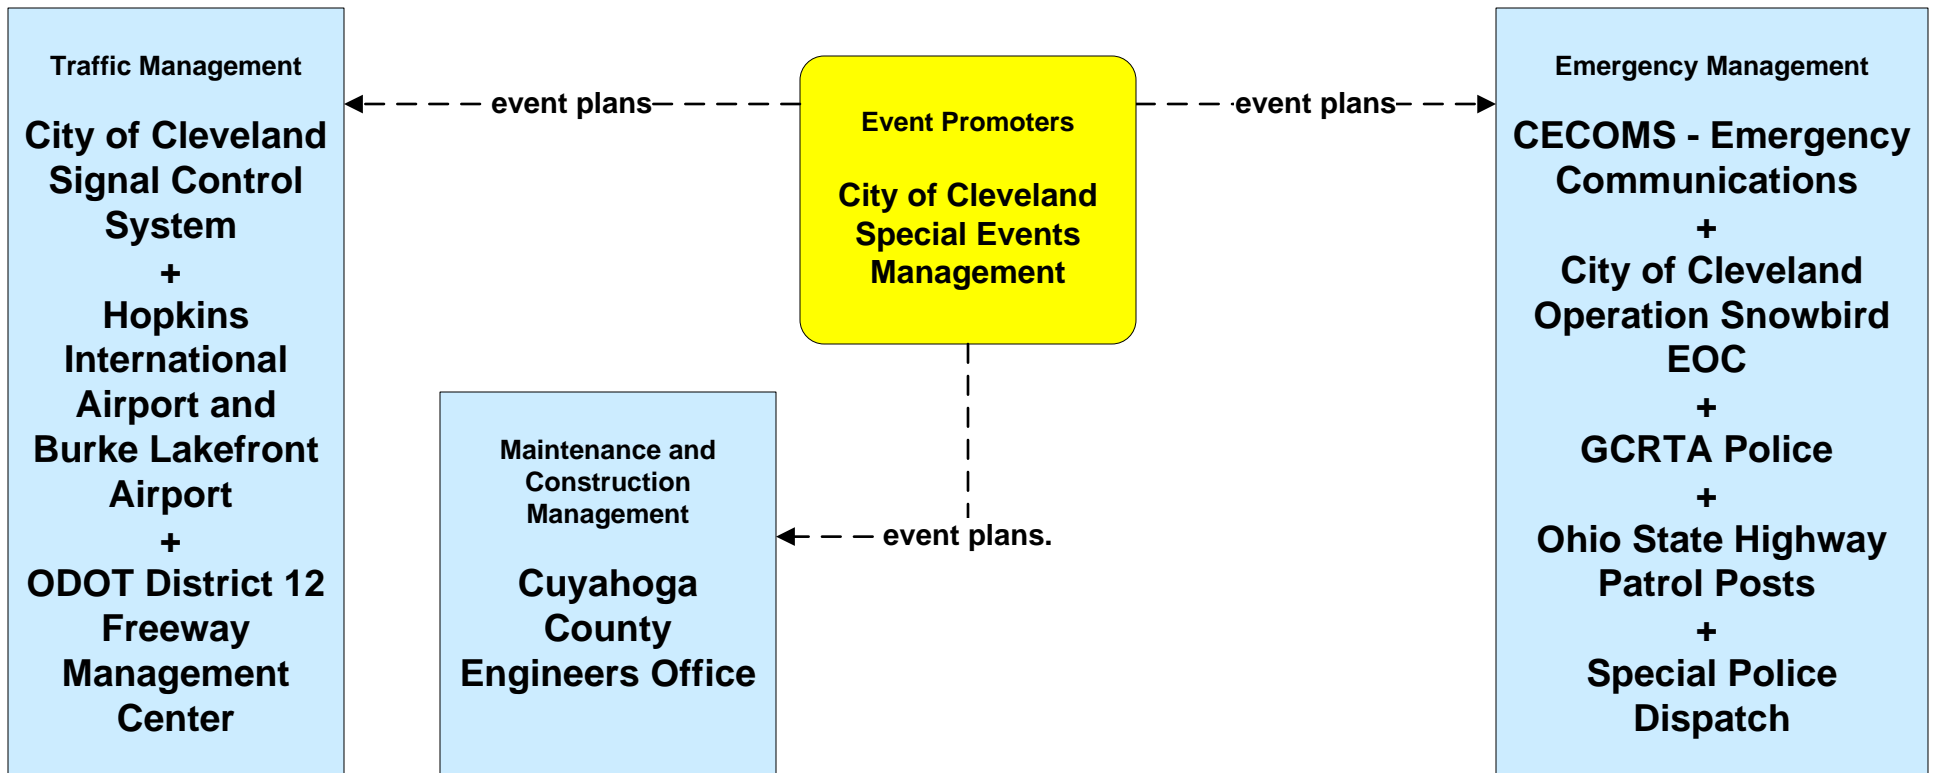 Traffic Management
City of Cleveland
Signal Control
System
+
Hopkins
International
Airport and
Burke Lakefront
Airport
+
ODOT District 12
Freeway
Management
Center
event plans
Event Promoters
City of Cleveland
Special Events
Management
event plans
Maintenance and
Construction
Management
Cuyahoga
County
Engineers Office
event plans.
Emergency Management
CECOMS - Emergency
Communications
+
City of Cleveland
Operation Snowbird
EOC
+
GCRTA Police
+
Ohio State Highway
Patrol Posts
+
Special Police
Dispatch